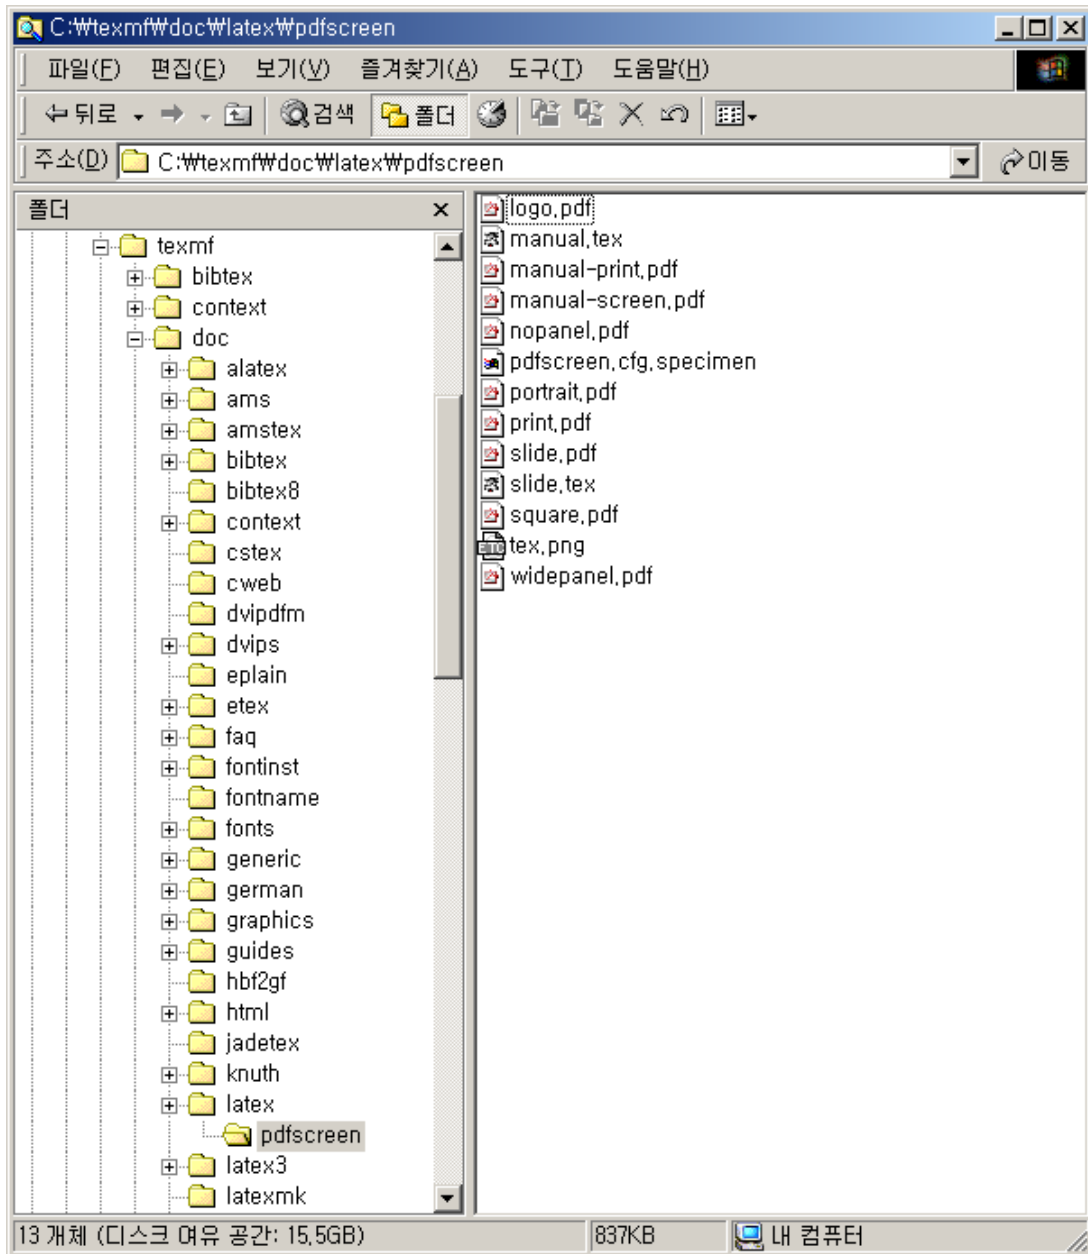 C:₩texmf₩doc₩latex₩pdfscreen
파일(F) 편집(E) 보기(V) 즐겨찾기(A) 도구(T) 도움말(H)
뒤로 검색 폴더
주소(D) C:₩texmf₩doc₩latex₩pdfscreen 이동
폴더
texmf
bibtex
context
doc
alatex
ams
amstex
bibtex
bibtex8
context
cstex
cweb
dvipdfm
dvips
eplain
etex
faq
fontinst
fontname
fonts
generic
german
graphics
guides
hbf2gf
html
jadetex
knuth
latex
pdfscreen
latex3
latexmk
logo.pdf
manual.tex
manual-print.pdf
manual-screen.pdf
nopanel.pdf
pdfscreen.cfg.specimen
portrait.pdf
print.pdf
slide.pdf
slide.tex
square.pdf
ETC tex.png
widepanel.pdf
13 개체 (디스크 여유 공간: 15.5GB) 837KB 내 컴퓨터